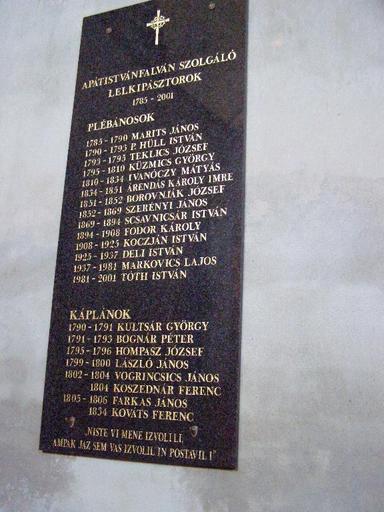 APÁTISTVÁNFALVÁN SZOLGÁLÓ
LELKIPÁSZTOROK
1785 - 2001
PLÉBÁNOSOK
1785 - 1790 MARITS JÁNOS
1790 - 1793 P. HÜLL ISTVÁN
1793 - 1795 TEKLICS JÓZSEF
1795 - 1810 KÜZMICS GYÖRGY
1810 - 1834 IVANÓCZY MÁTYÁS
1834 - 1851 ÁRENDÁS KÁROLY IMRE
1851 - 1852 BOROVNJÁK JÓZSEF
1852 - 1869 SZERÉNYI JÁNOS
1869 - 1894 SCSAVNICSÁR ISTVÁN
1894 - 1908 FODOR KÁROLY
1908 - 1925 KOCZJÁN ISTVÁN
1925 - 1937 DELI ISTVÁN
1937 - 1981 MARKOVICS LAJOS
1981 - 2001 TÓTH ISTVÁN
KÁPLÁNOK
1790 - 1791 KULTSÁR GYÖRGY
1791 - 1793 BOGNÁR PÉTER
1795 - 1796 HOMPASZ JÓZSEF
1799 - 1800 LÁSZLÓ JÁNOS
1802 - 1804 VOGRINCSICS JÁNOS
1804 KOSZEDNÁR FERENC
1805 - 1806 FARKAS JÁNOS
1834 KOVÁTS FERENC
„NISTE VI MENE IZVOLILI,
AMPAK JAZ SEM VAS IZVOLIL IN POSTAVIL !"